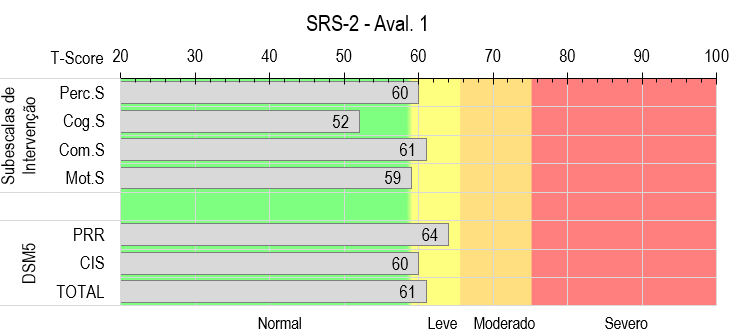 SRS-2 - Aval. 1
T-Score 20 30 40 50 60 70 80 90 100
Subescalas de
Intervenção
Perc.S 60
Cog.S 52
Com.S 61
Mot.S 59
DSM5
PRR 64
CIS 60
TOTAL 61
Normal Leve Moderado Severo